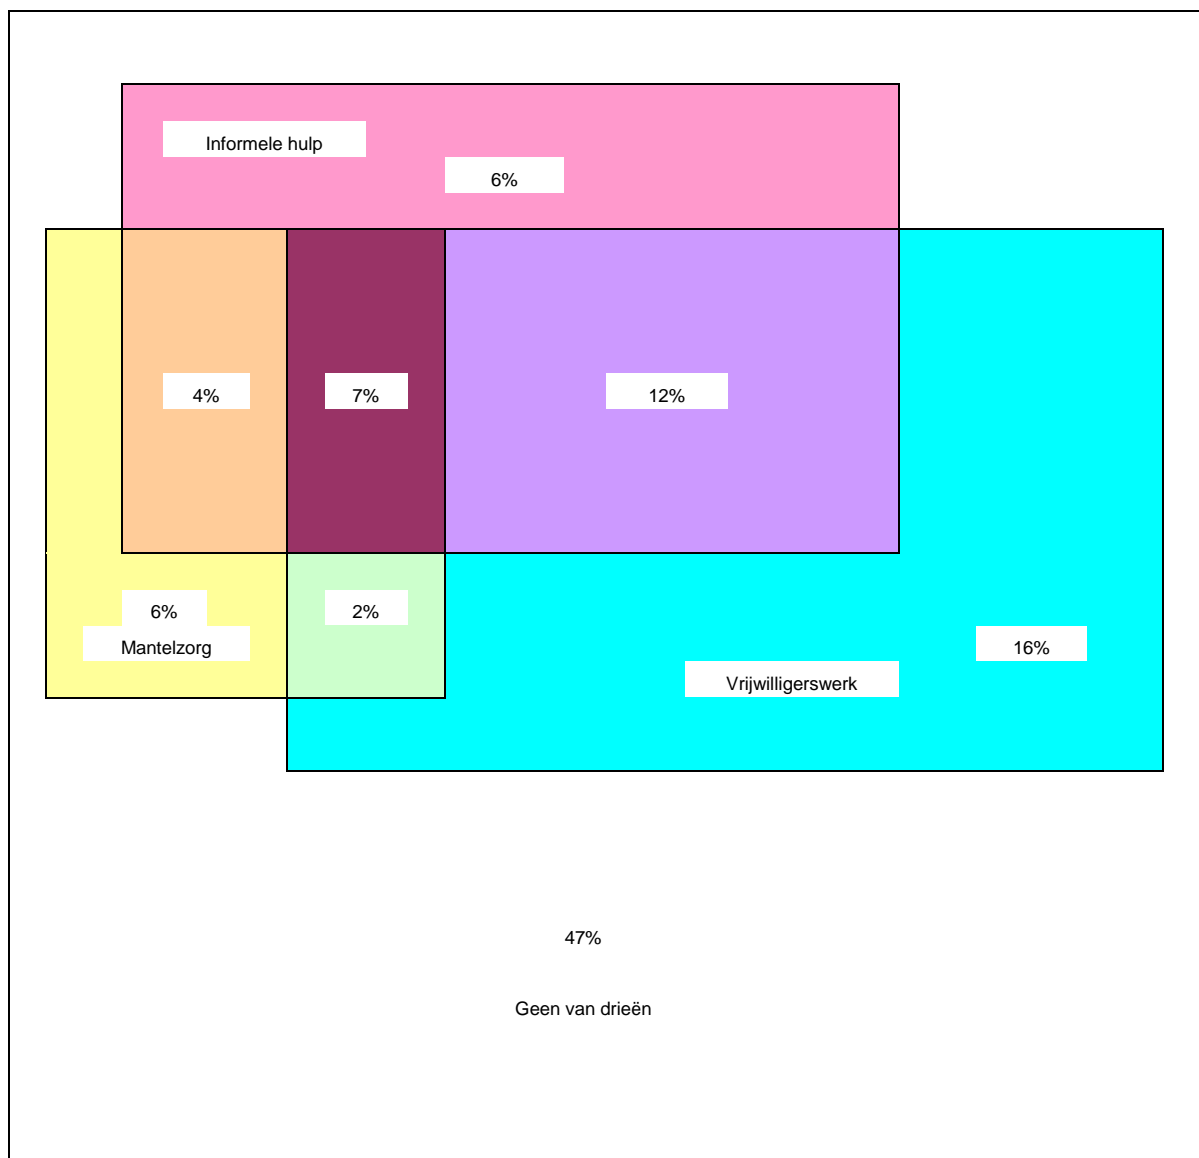 Informele hulp
6%
4%
7%
12%
6%
2%
Mantelzorg
16%
Vrijwilligerswerk
47%
Geen van drieën